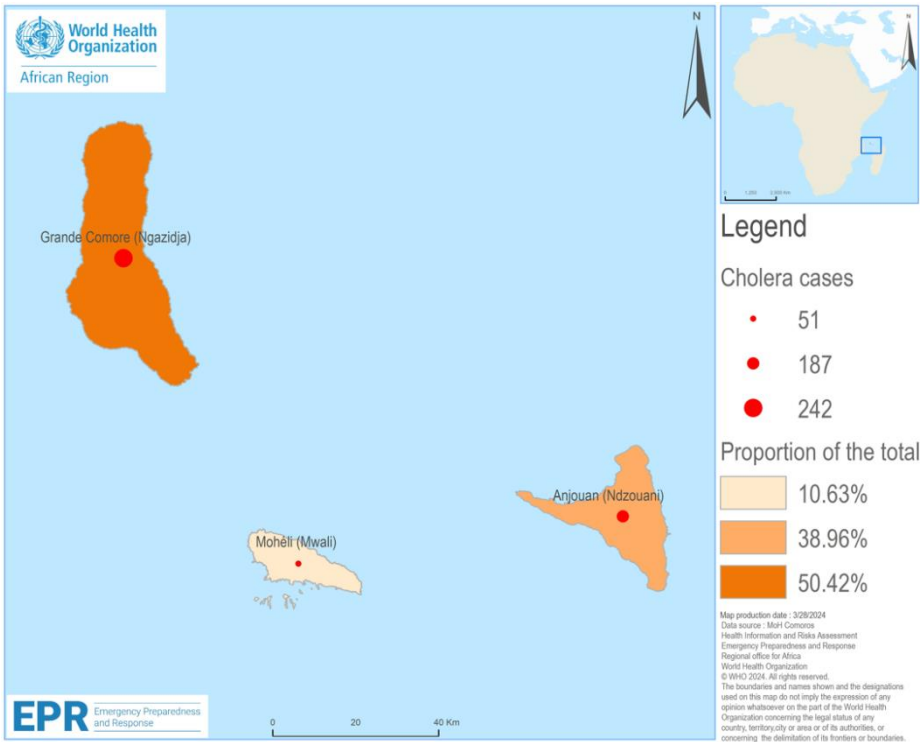 World Health
Organization
African Region
N
N
0 1,250 2,500 Km
Grande Comore (Ngazidja)
Anjouan (Ndzouani)
Mohéli (Mwali)
Legend
Cholera cases
51
187
242
Proportion of the total
10.63%
38.96%
50.42%
Map production date : 3/28/2024
Data source : MoH Comoros
Health Information and Risks Assessment
Emergency Preparedness and Response
Regional office for Africa
World Health Organization
© WHO 2024. All rights reserved.
The boundaries and names shown and the designations
used on this map do not imply the expression of any
opinion whatsoever on the part of the World Health
Organization concerning the legal status of any
country, territory,city or area or of its authorities, or
concerning the delimitation of its frontiers or boundaries.
EPR Emergency Preparedness
and Response
0 20 40 Km